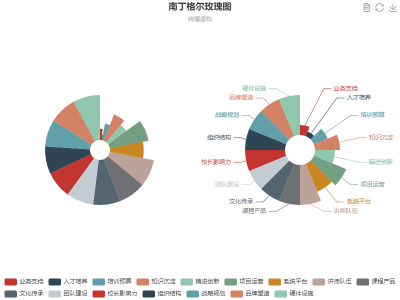 南丁格尔玫瑰图
纯属虚构
硬件设施
品牌塑造
战略规划
组织结构
校长影响力
团队建设
文化传承
课程产品
业务支持
人才培养
培训预算
知识沉淀
精进创新
项目运营
系统平台
讲师队伍
业务支持 人才培养 培训预算 知识沉淀 精进创新 项目运营 系统平台 讲师队伍 课程产品
文化传承 团队建设 校长影响力 组织结构 战略规划 品牌塑造 硬件设施